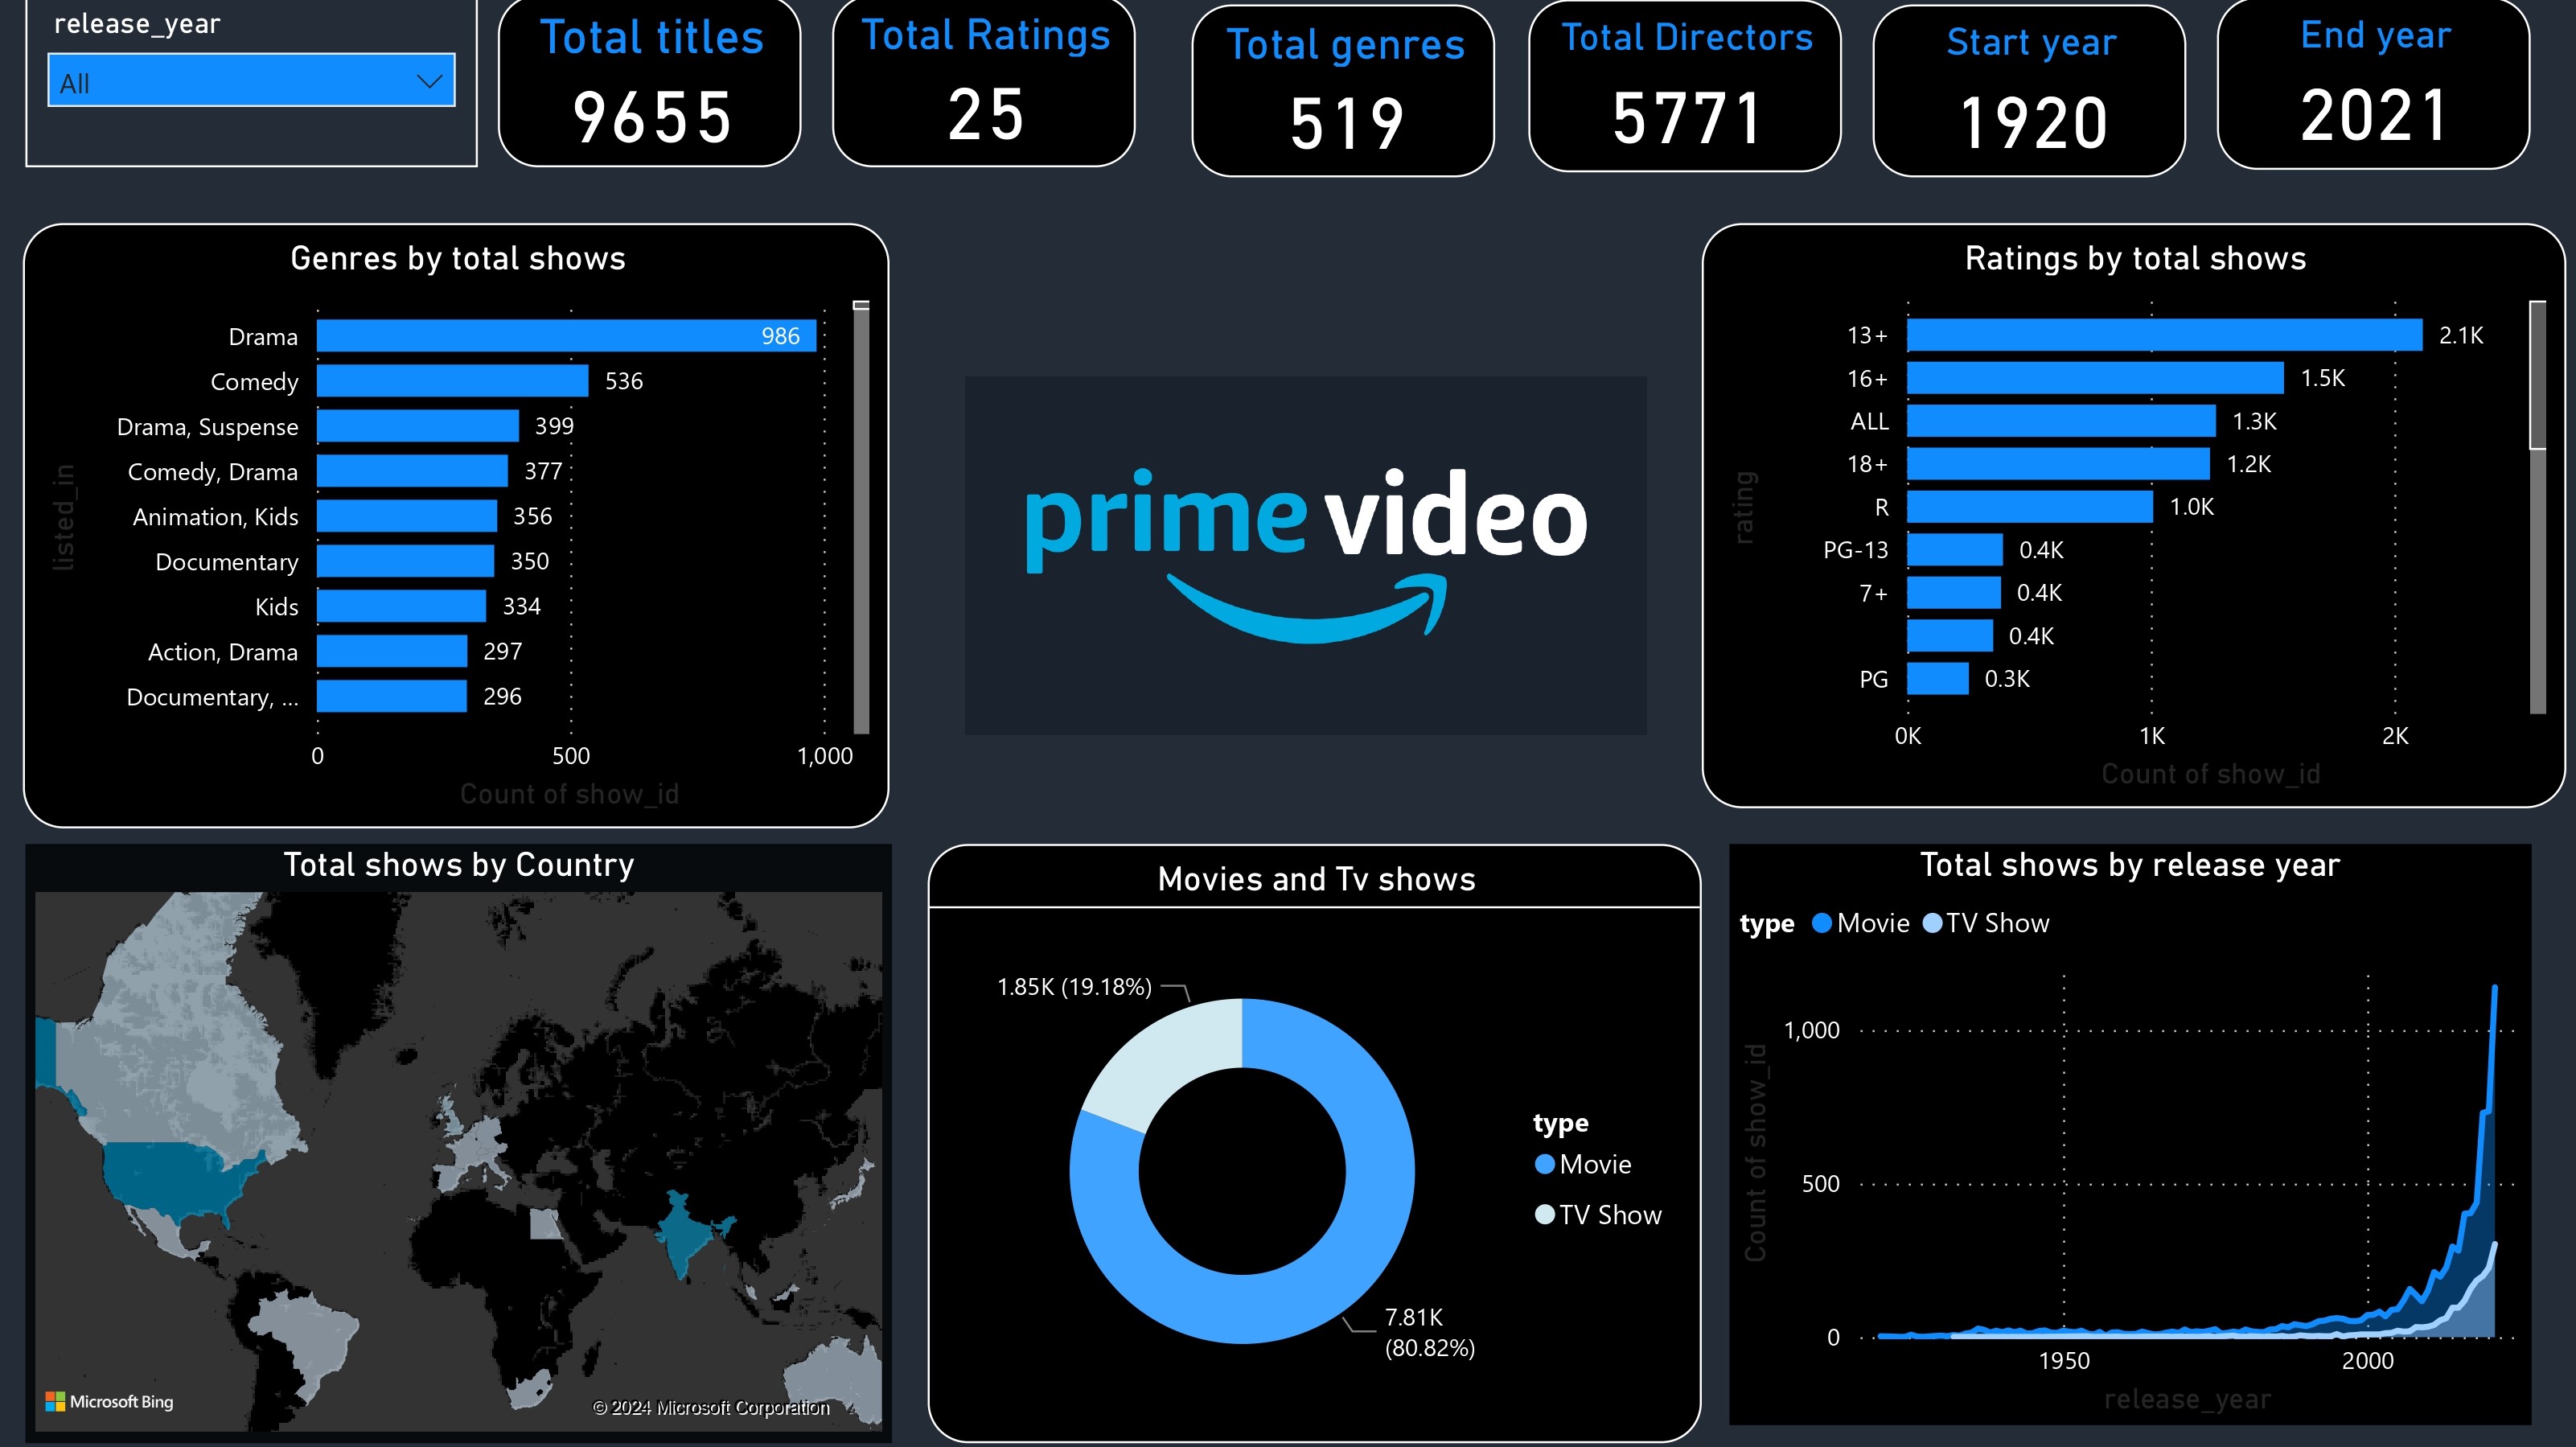 release_year
All
Total titles
9655
Total Ratings
25
Total genres
519
Total Directors
5771
Start year
1920
End year
2021
Genres by total shows
listed_in
Drama
986
Comedy
536
Drama, Suspense
399
Comedy, Drama
377
Animation, Kids
356
Documentary
350
Kids
334
Action, Drama
297
Documentary, ...
296
0
500
1,000
Count of show_id
prime video
Ratings by total shows
rating
13+
2.1K
16+
1.5K
ALL
1.3K
18+
1.2K
R
1.0K
PG-13
0.4K
7+
0.4K
0.4K
PG
0.3K
0K
1K
2K
Count of show_id
Total shows by Country
Microsoft Bing
© 2024 Microsoft Corporation
Movies and Tv shows
1.85K (19.18%)
7.81K
(80.82%)
type
Movie
TV Show
Total shows by release year
type
Movie
TV Show
Count of show_id
1,000
500
0
1950
2000
release_year